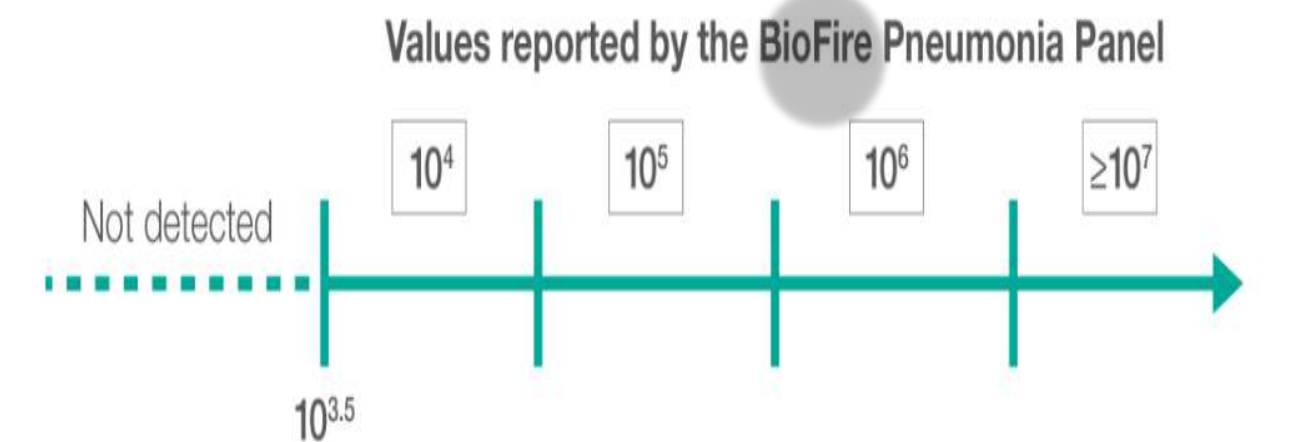 Values reported by the BioFire Pneumonia Panel
10⁴ 10⁵ 10⁶ ≥10⁷
Not detected
10³·⁵